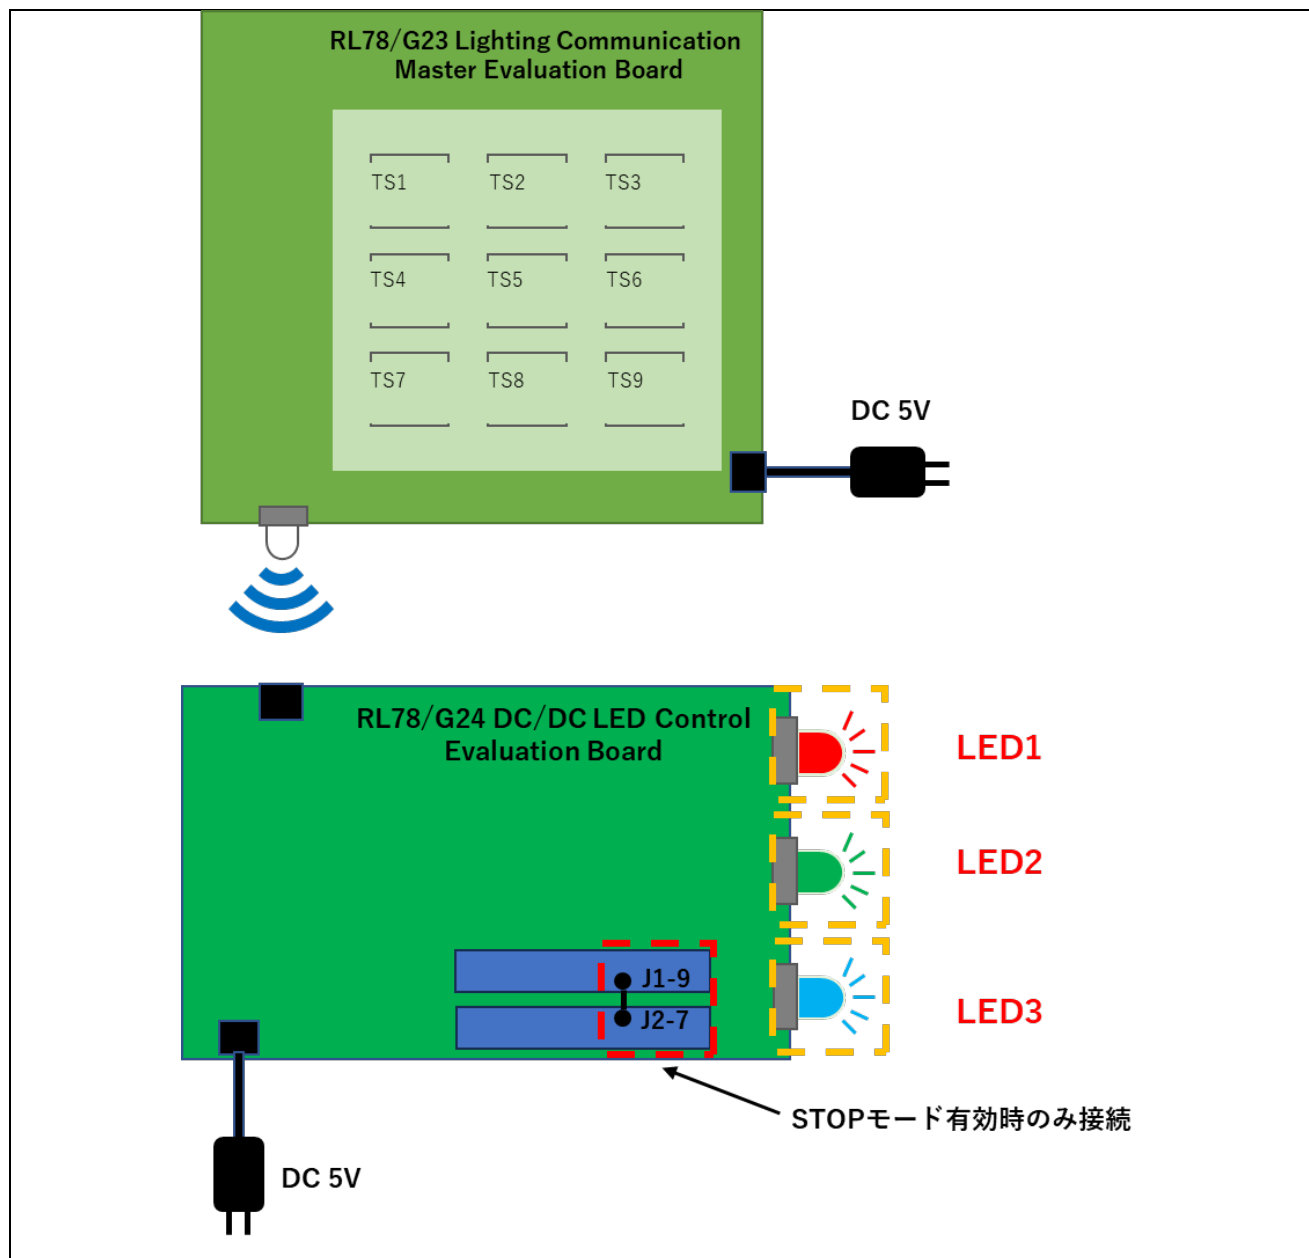 RL78/G23 Lighting Communication
Master Evaluation Board
TS1
TS2
TS3
TS4
TS5
TS6
TS7
TS8
TS9
DC 5V
RL78/G24 DC/DC LED Control
Evaluation Board
LED1
LED2
LED3
J1-9
J2-7
STOPモード有効時のみ接続
DC 5V